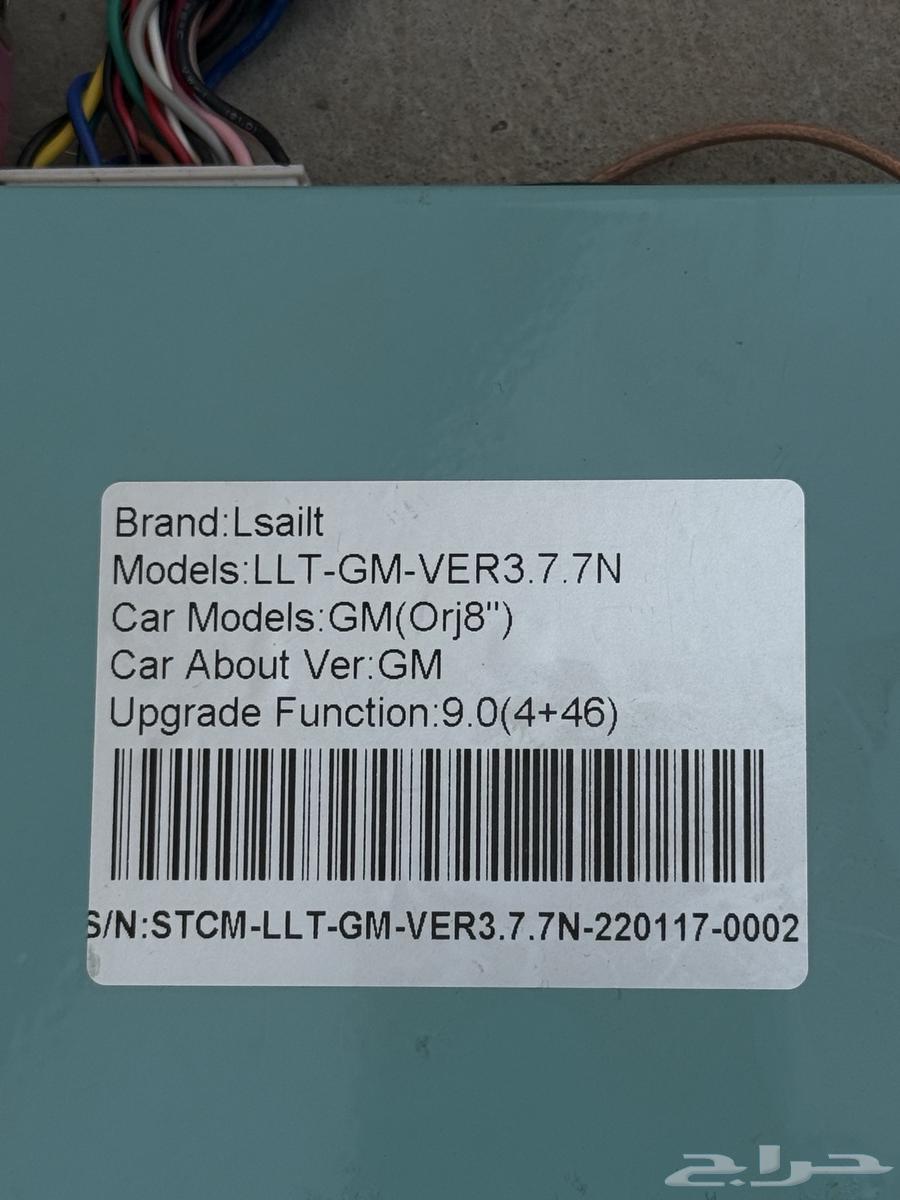 Brand:Lsailt
Models:LLT-GM-VER3.7.7N
Car Models:GM(Orj8")
Car About Ver:GM
Upgrade Function:9.0(4+46)
S/N:STCM-LLT-GM-VER3.7.7N-220117-0002
حراج